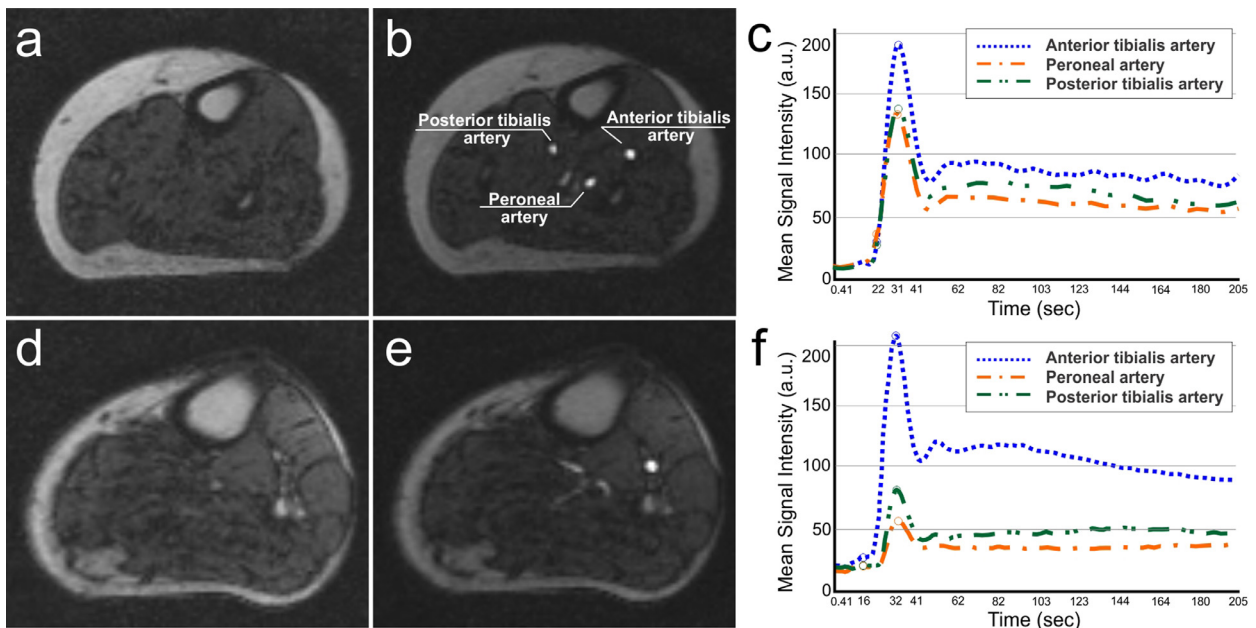 a
b
Posterior tibialis
artery
Anterior tibialis
artery
Peroneal
artery
c
Mean Signal Intensity (a.u.)
200
150
100
50
0
Anterior tibialis artery
Peroneal artery
Posterior tibialis artery
0.41 22 31 41 62 82 103 123 144 164 180 205
Time (sec)
d
e
f
Mean Signal Intensity (a.u.)
200
150
100
50
0
Anterior tibialis artery
Peroneal artery
Posterior tibialis artery
0.41 16 32 41 62 82 103 123 144 164 180 205
Time (sec)